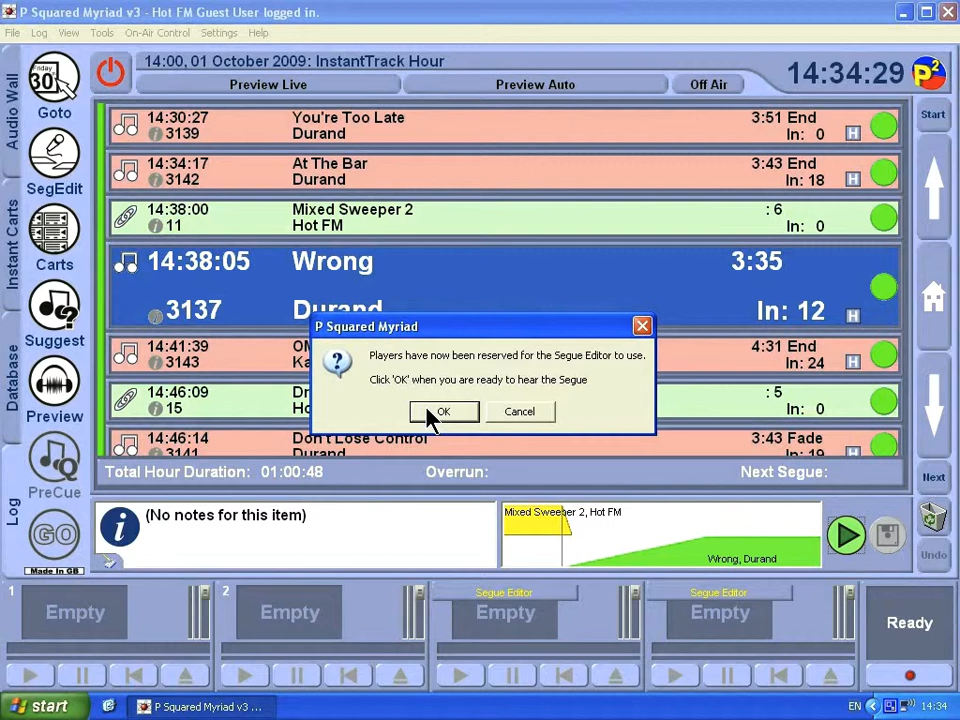 P Squared Myriad v3 - Hot FM Guest User logged in.
File Log View Tools On-Air Control Settings Help
14:00, 01 October 2009: InstantTrack Hour
Preview Live Preview Auto Off Air
14:34:29
P2
Audio Wall
Instant Carts
Database
Log
Friday
30
Goto
SegEdit
Carts
Suggest
Preview
PreCue
GO
Made In GB
14:30:27 You're Too Late 3:51 End
3139 Durand In: 0 H
14:34:17 At The Bar 3:43 End
3142 Durand In: 18 H
14:38:00 Mixed Sweeper 2 : 6
11 Hot FM In: 0
14:38:05 Wrong 3:35
3137 Durand In: 12 H
14:41:39 4:31 End
3143 In: 24 H
14:46:09 : 5
15 In: 0
14:46:14 Don't Lose Control 3:43 Fade
3141 Durand In: 19 H
P Squared Myriad
Players have now been reserved for the Segue Editor to use.
Click 'OK' when you are ready to hear the Segue
OK Cancel
Total Hour Duration: 01:00:48 Overrun: Next Segue:
Start
Next
Undo
(No notes for this item)
Mixed Sweeper 2, Hot FM
Wrong, Durand
1 Empty
2 Empty
Segue Editor
Empty
Segue Editor
Empty
Ready
start P Squared Myriad v3 ... EN 14:34